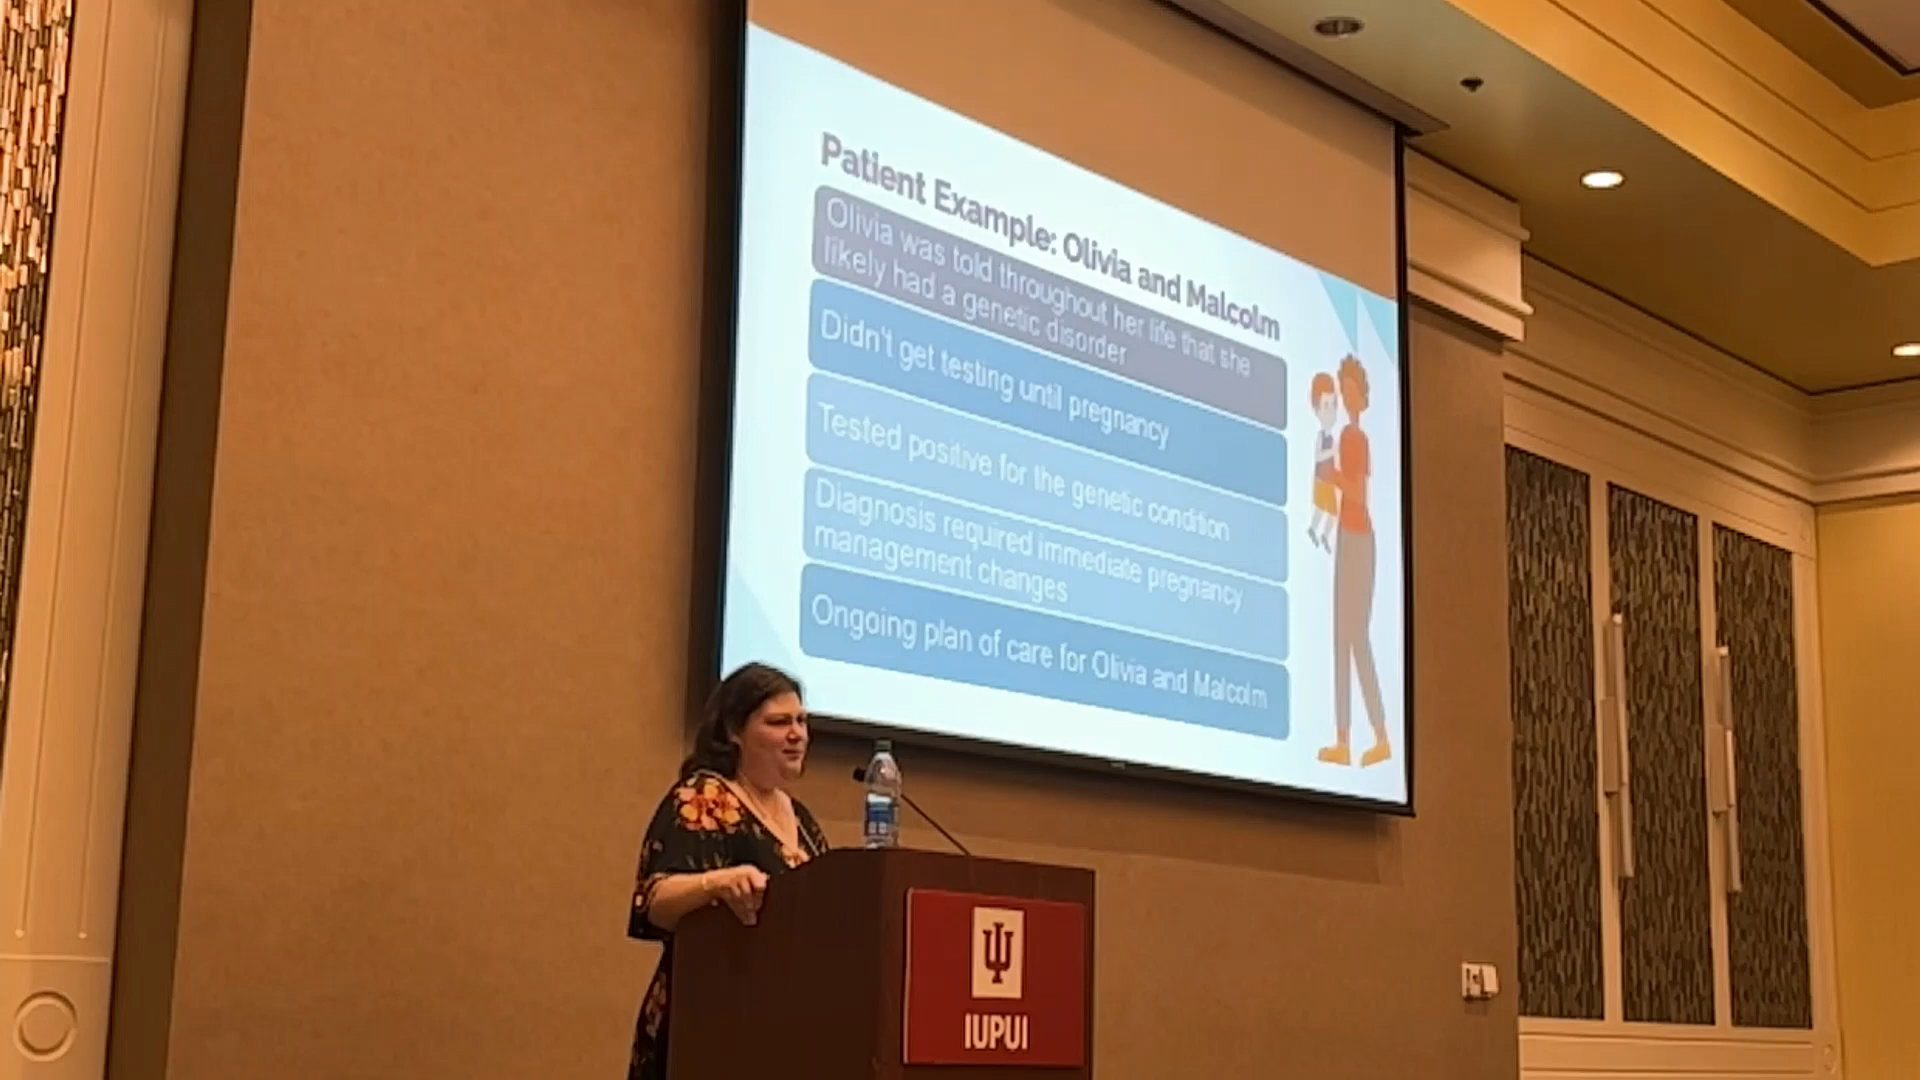 Patient Example: Olivia and Malcolm
Olivia was told throughout her life that she
likely had a genetic disorder
Didn't get testing until pregnancy
Tested positive for the genetic condition
Diagnosis required immediate pregnancy
management changes
Ongoing plan of care for Olivia and Malcolm
IUPUI